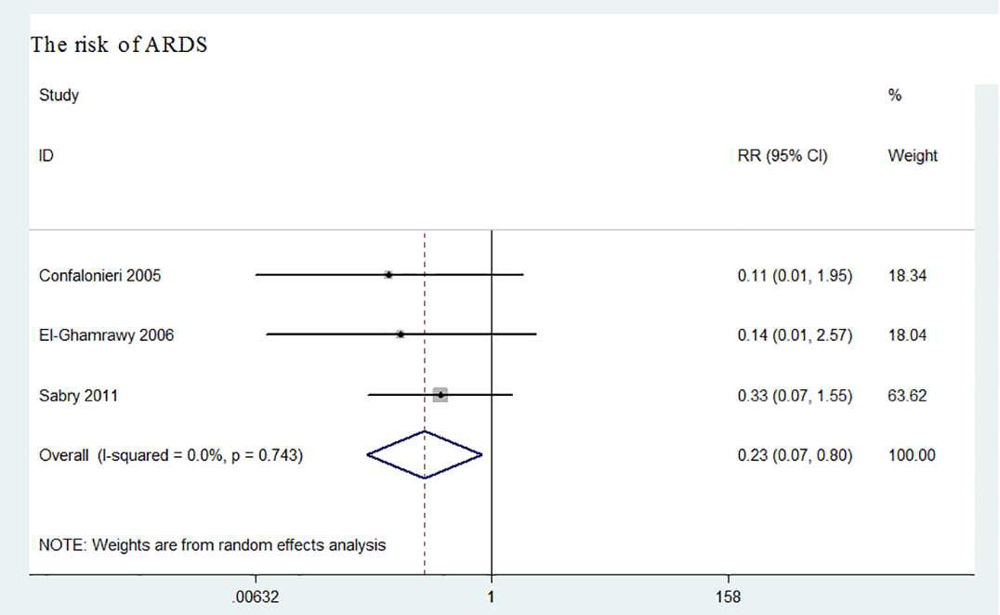 The risk of ARDS
Study %
ID RR (95% CI) Weight
Confalonieri 2005 0.11 (0.01, 1.95) 18.34
El-Ghamrawy 2006 0.14 (0.01, 2.57) 18.04
Sabry 2011 0.33 (0.07, 1.55) 63.62
Overall (I-squared = 0.0%, p = 0.743) 0.23 (0.07, 0.80) 100.00
NOTE: Weights are from random effects analysis
.00632 1 158